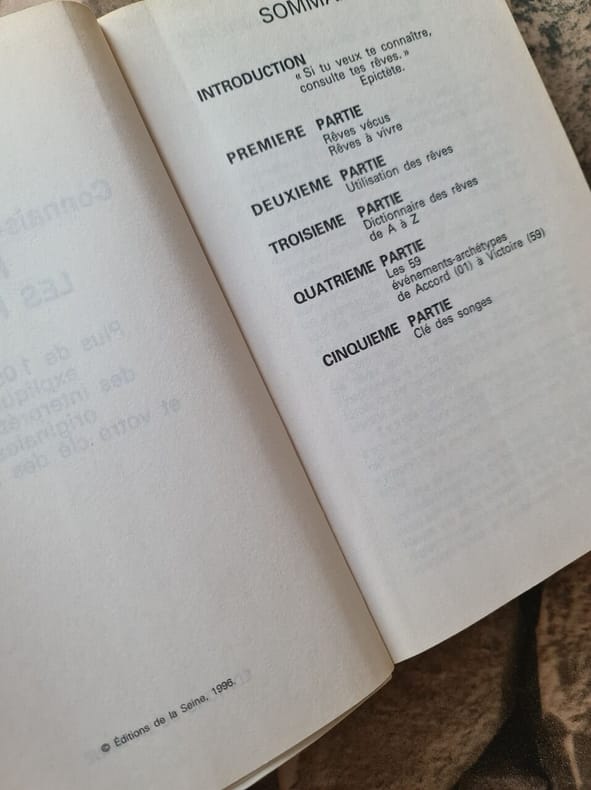 © Éditions de la Seine, 1996.
SOMMA
INTRODUCTION
« Si tu veux te connaître,
consulte tes rêves. »
Epictète.
PREMIERE PARTIE
Rêves vécus
Rêves à vivre
DEUXIEME PARTIE
Utilisation des rêves
TROISIEME PARTIE
Dictionnaire des rêves
de A à Z
QUATRIEME PARTIE
Les 59
événements-archétypes
de Accord (01) à Victoire (59)
CINQUIEME PARTIE
Clé des songes